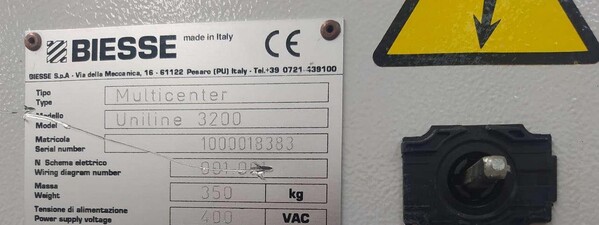 BIESSE made in Italy CE
BIESSE S.p.A - Via della Meccanica, 16 - 61122 Pesaro (PU) Italy - Tel.+39 0721 439100
Tipo
Type Multicenter
Modello
Model Uniline 3200
Matricola
Serial number 1000018383
N Schema elettrico
Wiring diagram number
Massa
Weight 350 kg
Tensione di alimentazione
Power supply voltage 400 VAC